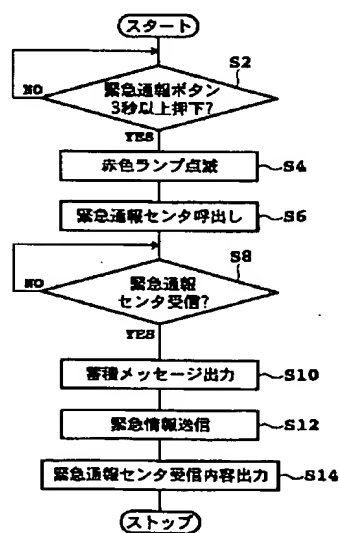 スタート
S2
緊急通報ボタン
3秒以上押下?
NO
YES
赤色ランプ点滅
S4
緊急通報センタ呼出し
S6
S8
緊急通報
センタ受信?
NO
YES
蓄積メッセージ出力
S10
緊急情報送信
S12
緊急通報センタ受信内容出力
S14
ストップ